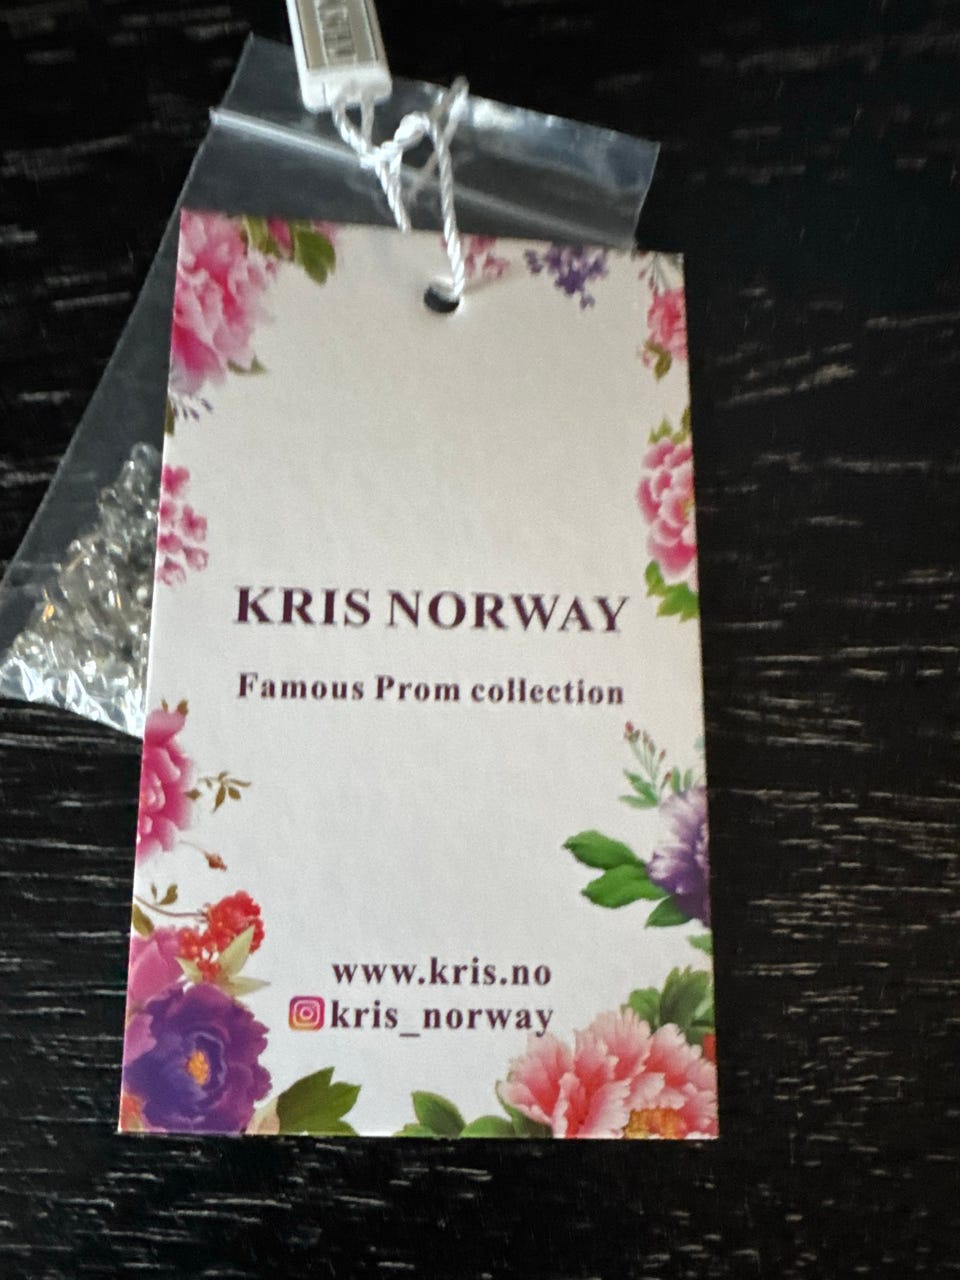 KRIS NORWAY
Famous Prom collection
www.kris.no
kris_norway